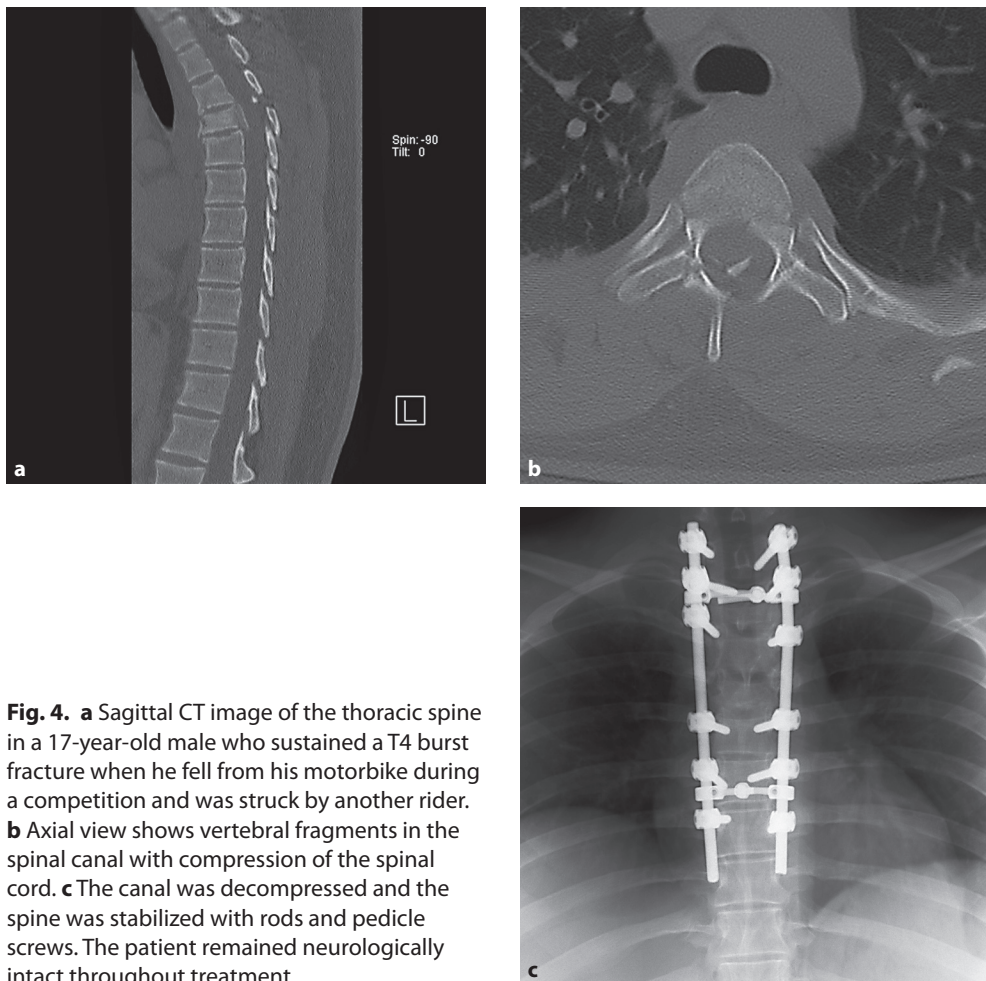 Spin: -90
Tilt: 0
L
a
b
Fig. 4. a Sagittal CT image of the thoracic spine
in a 17-year-old male who sustained a T4 burst
fracture when he fell from his motorbike during
a competition and was struck by another rider.
b Axial view shows vertebral fragments in the
spinal canal with compression of the spinal
cord. c The canal was decompressed and the
spine was stabilized with rods and pedicle
screws. The patient remained neurologically
intact throughout treatment
c